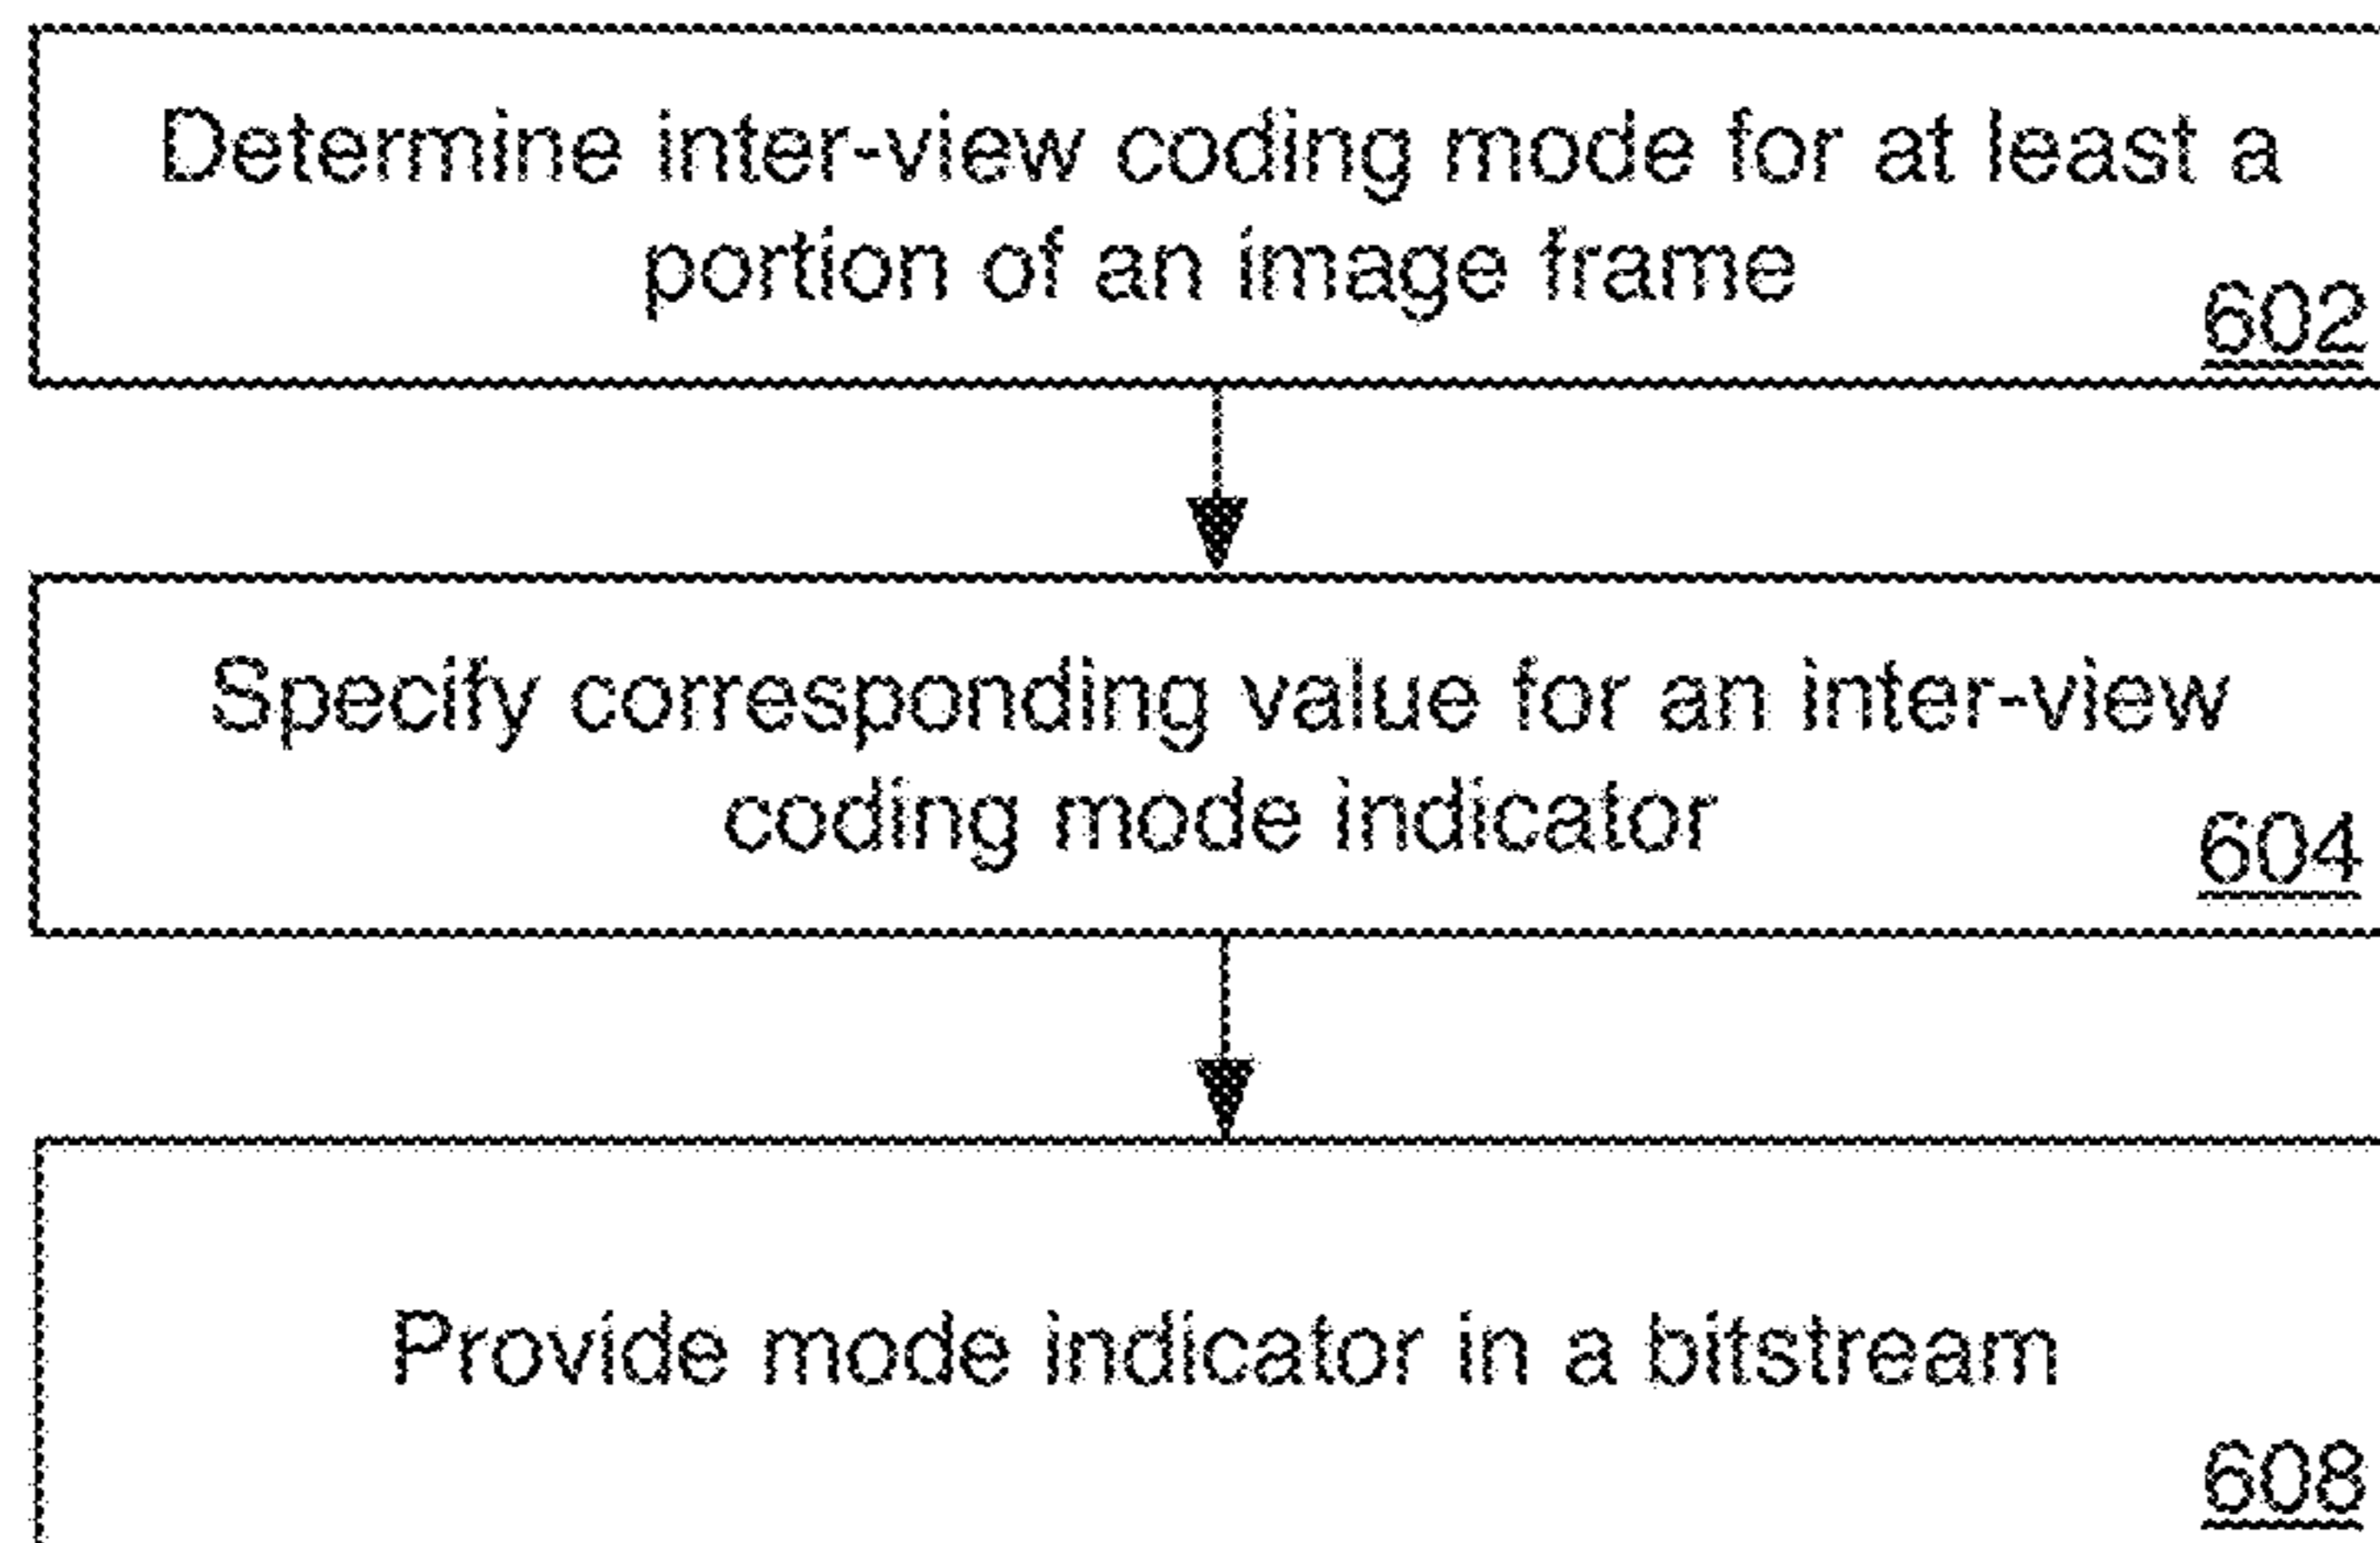 Determine inter-view coding mode for at least a
portion of an image frame
602
Specify corresponding value for an inter-view
coding mode indicator
604
Provide mode indicator in a bitstream
608